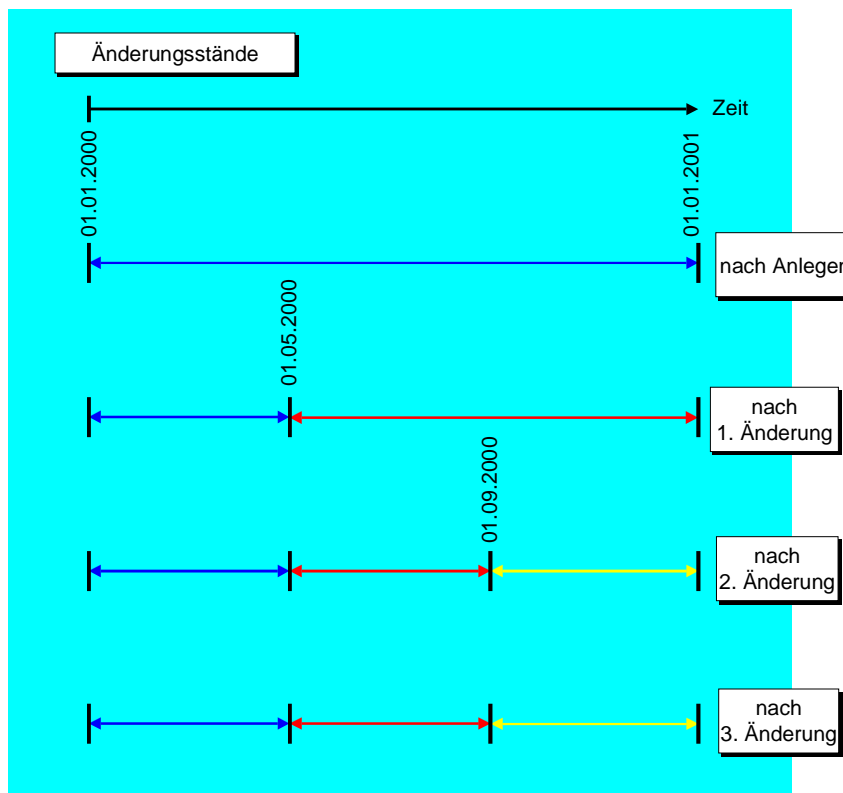 Änderungsstände
Zeit
01.01.2000
01.01.2001
nach Anleger
01.05.2000
nach
1. Änderung
01.09.2000
nach
2. Änderung
nach
3. Änderung